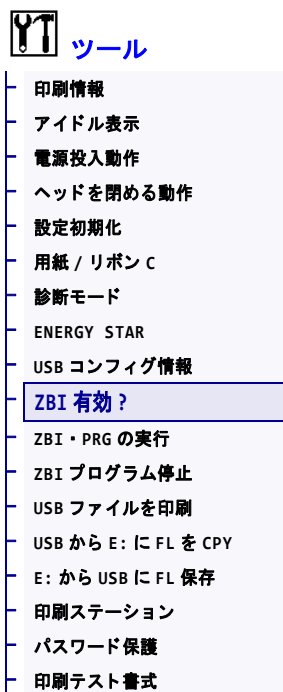 ツール
印刷情報
アイドル表示
電源投入動作
ヘッドを閉める動作
設定初期化
用紙 / リボン C
診断モード
ENERGY STAR
USB コンフィグ情報
ZBI 有効 ?
ZBI・PRG の実行
ZBI プログラム停止
USB ファイルを印刷
USB から E: に FL を CPY
E: から USB に FL 保存
印刷ステーション
パスワード保護
印刷テスト書式